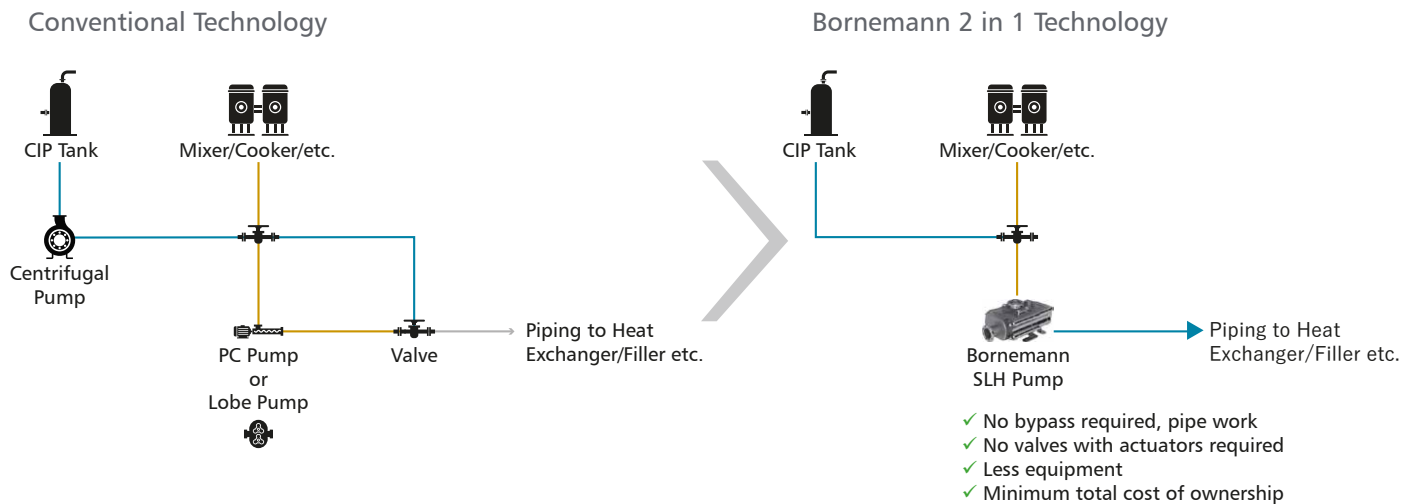 Conventional Technology
CIP Tank
Mixer/Cooker/etc.
Centrifugal
Pump
PC Pump
or
Lobe Pump
Valve
Piping to Heat
Exchanger/Filler etc.
Bornemann 2 in 1 Technology
CIP Tank
Mixer/Cooker/etc.
Bornemann
SLH Pump
Piping to Heat
Exchanger/Filler etc.
✓ No bypass required, pipe work
✓ No valves with actuators required
✓ Less equipment
✓ Minimum total cost of ownership